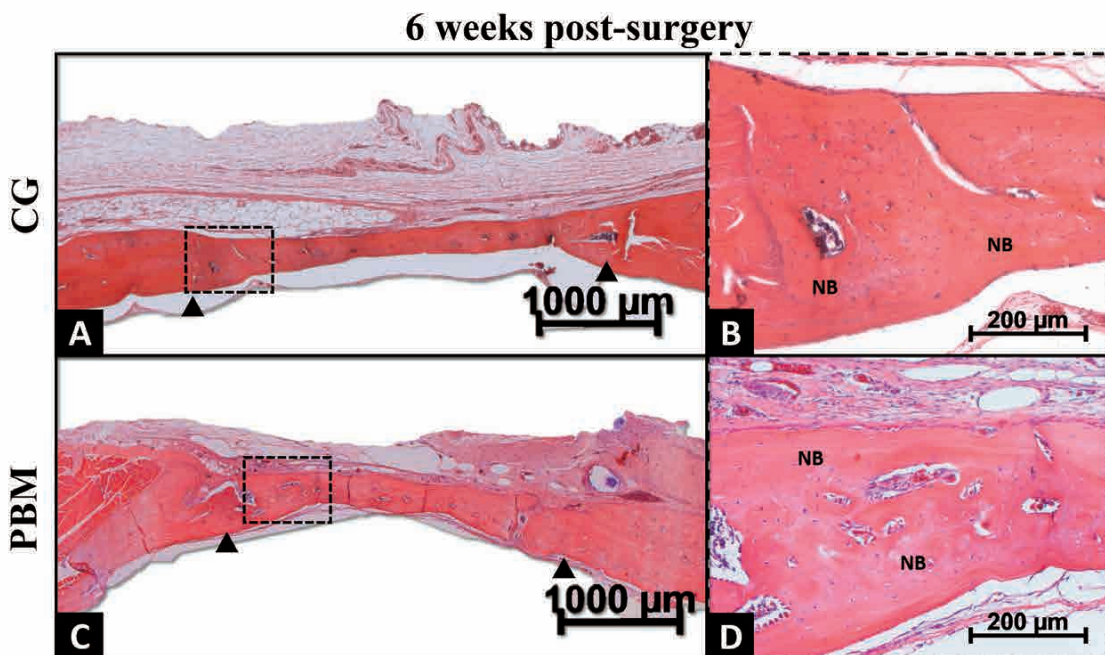 6 weeks post-surgery
CG
A
1000 µm
B
NB
NB
200 µm
PBM
C
1000 µm
D
NB
NB
200 µm